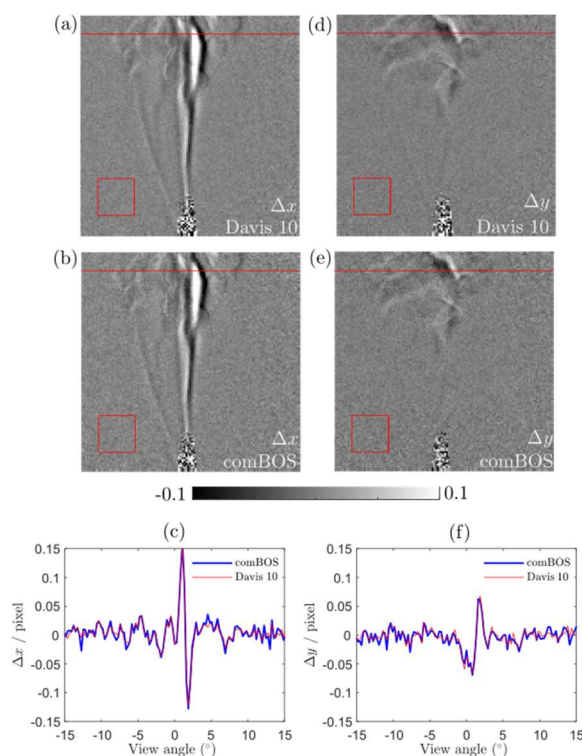 (a)
Δx
Davis 10
(d)
Δy
Davis 10
(b)
Δx
comBOS
(e)
Δy
comBOS
-0.1
0.1
(c)
0.15
0.1
0.05
0
-0.05
-0.1
-0.15
Δx / pixel
comBOS
Davis 10
-15
-10
-5
0
5
10
15
View angle (°)
(f)
0.15
0.1
0.05
0
-0.05
-0.1
-0.15
Δy / pixel
comBOS
Davis 10
-15
-10
-5
0
5
10
15
View angle (°)